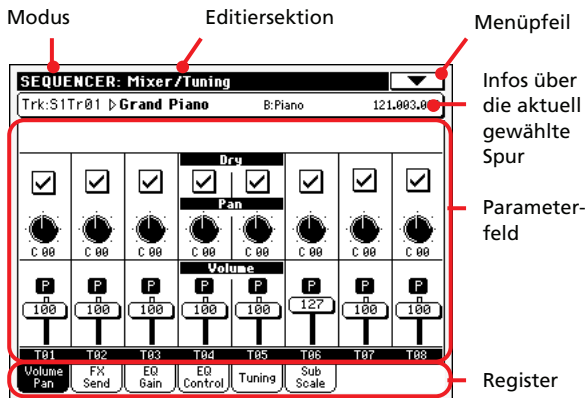 Modus
Editiersektion
Menüpfeil
SEQUENCER: Mixer/Tuning
Trk:S1Tr01 ▷Grand Piano B:Piano 121.003.0
Infos über
die aktuell
gewählte
Spur
Dry
Pan
C 00 C 00 C 00 C 00 C 00 C 00 C 00 C 00
Parameter-
feld
Volume
P P P P P P P P
100 100 100 100 100 127 100 100
T01 T02 T03 T04 T05 T06 T07 T08
Volume Pan
FX Send
EQ Gain
EQ Control
Tuning
Sub Scale
Register